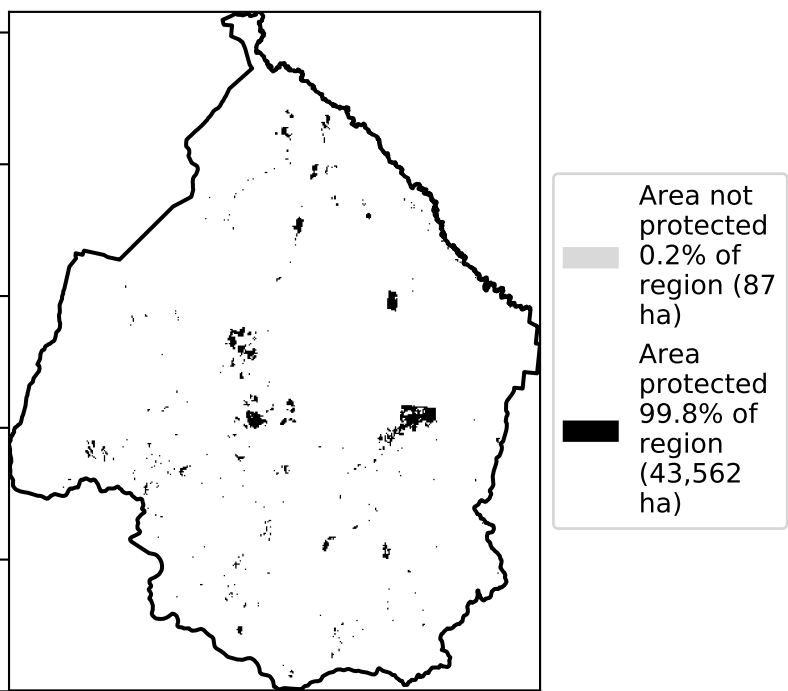 Area not
protected
0.2% of
region (87
ha)
Area
protected
99.8% of
region
(43,562
ha)